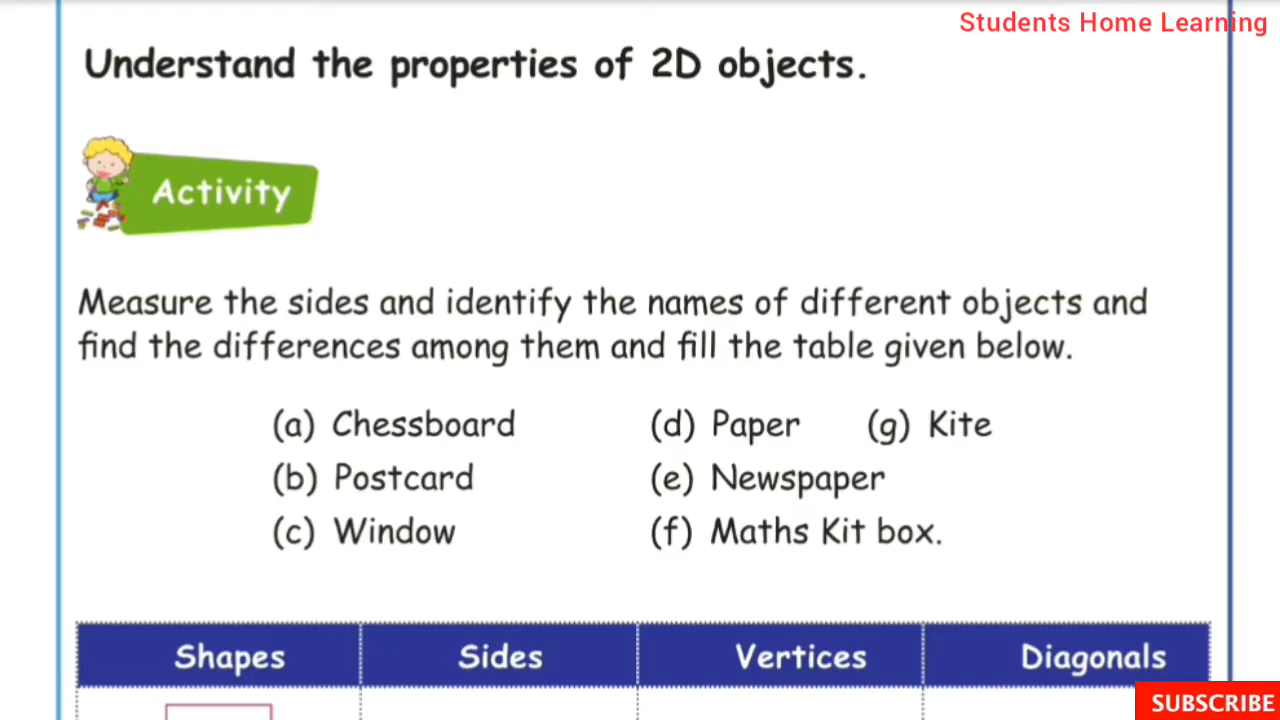 Students Home Learning
Understand the properties of 2D objects.
Activity
Measure the sides and identify the names of different objects and
find the differences among them and fill the table given below.
(a) Chessboard (d) Paper (g) Kite
(b) Postcard (e) Newspaper
(c) Window (f) Maths Kit box.
Shapes Sides Vertices Diagonals
SUBSCRIBE